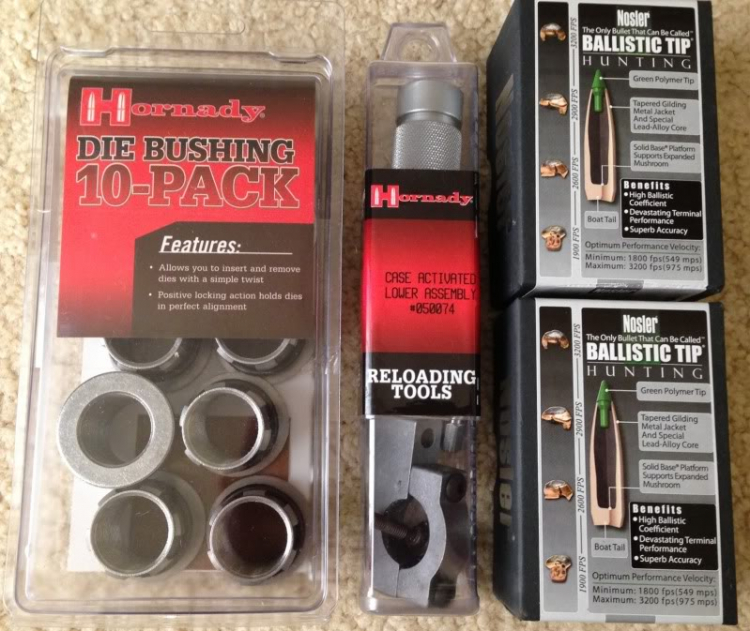 Hornady
DIE BUSHING
10-PACK
Features:
• Allows you to insert and remove
dies with a simple twist
• Positive locking action holds dies
in perfect alignment
Hornady
CASE ACTIVATED
LOWER ASSEMBLY
#050074
RELOADING
TOOLS
Nosler
The Only Bullet That Can Be Called
BALLISTIC TIP
HUNTING
Green Polymer Tip
Tapered Gilding
Metal Jacket
And Special
Lead-Alloy Core
Solid Base® Platform
Supports Expanded
Mushroom
Boat Tail
Benefits
• High Ballistic
Coefficient
• Devastating Terminal
Performance
• Superb Accuracy
Optimum Performance Velocity:
Minimum: 1800 fps(549 mps)
Maximum: 3200 fps(975 mps)
3200 FPS
2900 FPS
2600 FPS
1900 FPS
Nosler
The Only Bullet That Can Be Called
BALLISTIC TIP
HUNTING
Green Polymer Tip
Tapered Gilding
Metal Jacket
And Special
Lead-Alloy Core
Solid Base® Platform
Supports Expanded
Mushroom
Boat Tail
Benefits
• High Ballistic
Coefficient
• Devastating Terminal
Performance
• Superb Accuracy
Optimum Performance Velocity:
Minimum: 1800 fps(549 mps)
Maximum: 3200 fps(975 mps)
3200 FPS
2900 FPS
2600 FPS
1900 FPS